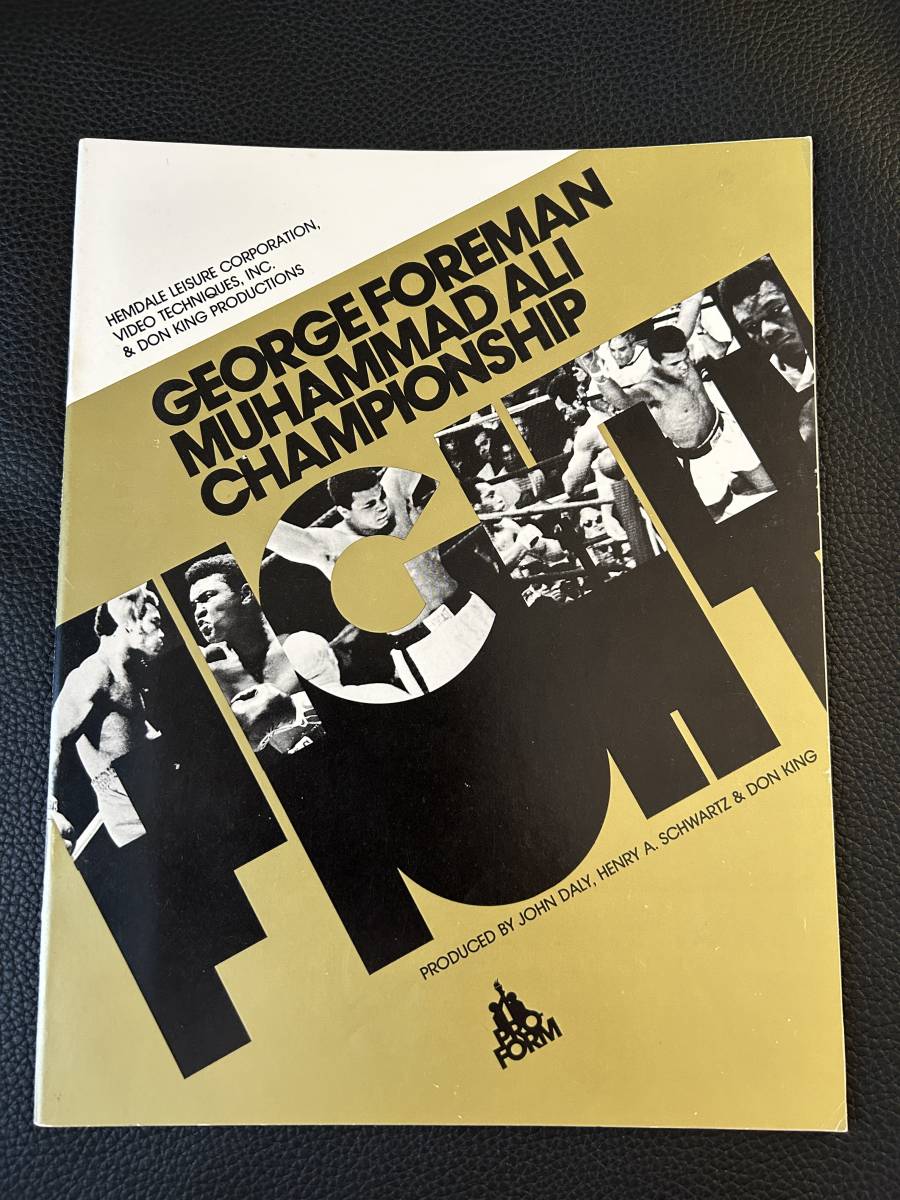 HEMDALE LEISURE CORPORATION,
VIDEO TECHNIQUES, INC.
& DON KING PRODUCTIONS
GEORGE FOREMAN
MUHAMMAD ALI
CHAMPIONSHIP
FIGHT
PRODUCED BY JOHN DALY, HENRY A. SCHWARTZ & DON KING
PRO-
FORM